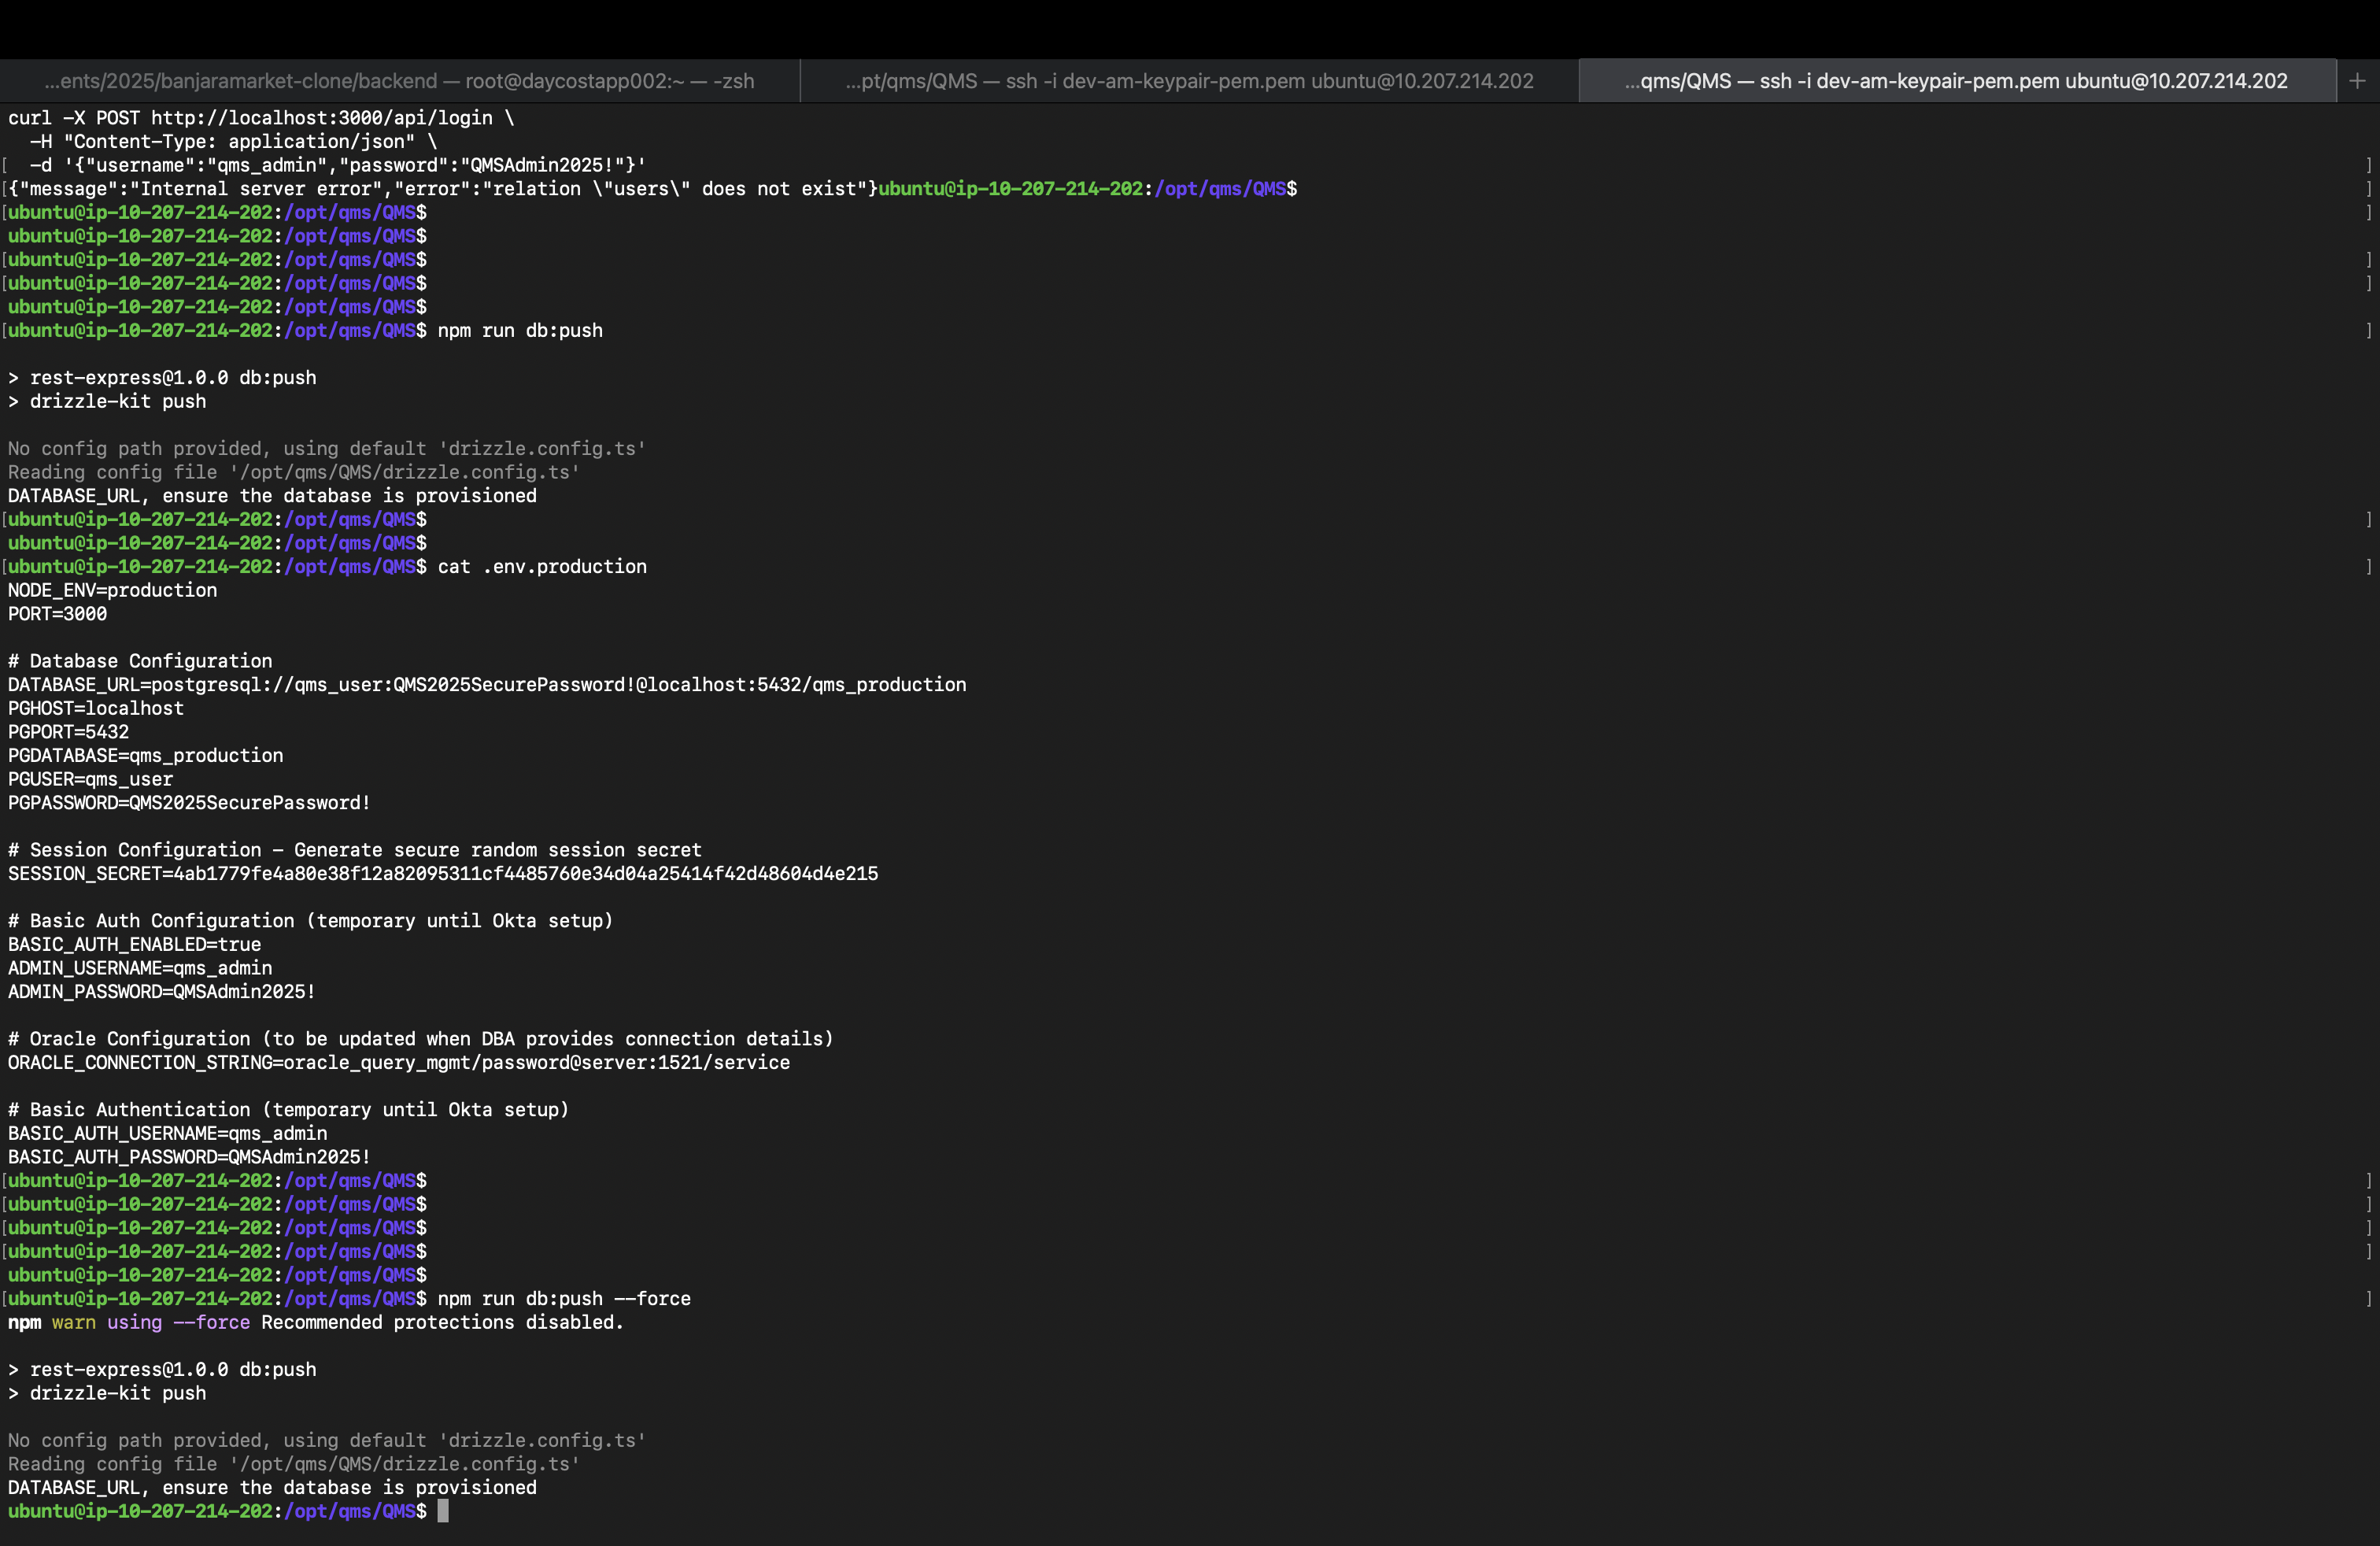 ...ents/2025/banjaramarket-clone/backend — root@daycostapp002:~ — -zsh
...pt/qms/QMS — ssh -i dev-am-keypair-pem.pem ubuntu@10.207.214.202
...qms/QMS — ssh -i dev-am-keypair-pem.pem ubuntu@10.207.214.202
+
curl -X POST http://localhost:3000/api/login \
  -H "Content-Type: application/json" \
[  -d '{"username":"qms_admin","password":"QMSAdmin2025!"}' ]
[{"message":"Internal server error","error":"relation \"users\" does not exist"}ubuntu@ip-10-207-214-202:/opt/qms/QMS$ ]
[ubuntu@ip-10-207-214-202:/opt/qms/QMS$ ]
ubuntu@ip-10-207-214-202:/opt/qms/QMS$
[ubuntu@ip-10-207-214-202:/opt/qms/QMS$ ]
[ubuntu@ip-10-207-214-202:/opt/qms/QMS$ ]
ubuntu@ip-10-207-214-202:/opt/qms/QMS$
[ubuntu@ip-10-207-214-202:/opt/qms/QMS$ npm run db:push ]
> rest-express@1.0.0 db:push
> drizzle-kit push
No config path provided, using default 'drizzle.config.ts'
Reading config file '/opt/qms/QMS/drizzle.config.ts'
DATABASE_URL, ensure the database is provisioned
[ubuntu@ip-10-207-214-202:/opt/qms/QMS$ ]
ubuntu@ip-10-207-214-202:/opt/qms/QMS$
[ubuntu@ip-10-207-214-202:/opt/qms/QMS$ cat .env.production ]
NODE_ENV=production
PORT=3000
# Database Configuration
DATABASE_URL=postgresql://qms_user:QMS2025SecurePassword!@localhost:5432/qms_production
PGHOST=localhost
PGPORT=5432
PGDATABASE=qms_production
PGUSER=qms_user
PGPASSWORD=QMS2025SecurePassword!
# Session Configuration - Generate secure random session secret
SESSION_SECRET=4ab1779fe4a80e38f12a82095311cf4485760e34d04a25414f42d48604d4e215
# Basic Auth Configuration (temporary until Okta setup)
BASIC_AUTH_ENABLED=true
ADMIN_USERNAME=qms_admin
ADMIN_PASSWORD=QMSAdmin2025!
# Oracle Configuration (to be updated when DBA provides connection details)
ORACLE_CONNECTION_STRING=oracle_query_mgmt/password@server:1521/service
# Basic Authentication (temporary until Okta setup)
BASIC_AUTH_USERNAME=qms_admin
BASIC_AUTH_PASSWORD=QMSAdmin2025!
[ubuntu@ip-10-207-214-202:/opt/qms/QMS$ ]
[ubuntu@ip-10-207-214-202:/opt/qms/QMS$ ]
[ubuntu@ip-10-207-214-202:/opt/qms/QMS$ ]
[ubuntu@ip-10-207-214-202:/opt/qms/QMS$ ]
ubuntu@ip-10-207-214-202:/opt/qms/QMS$
[ubuntu@ip-10-207-214-202:/opt/qms/QMS$ npm run db:push --force ]
npm warn using --force Recommended protections disabled.
> rest-express@1.0.0 db:push
> drizzle-kit push
No config path provided, using default 'drizzle.config.ts'
Reading config file '/opt/qms/QMS/drizzle.config.ts'
DATABASE_URL, ensure the database is provisioned
ubuntu@ip-10-207-214-202:/opt/qms/QMS$